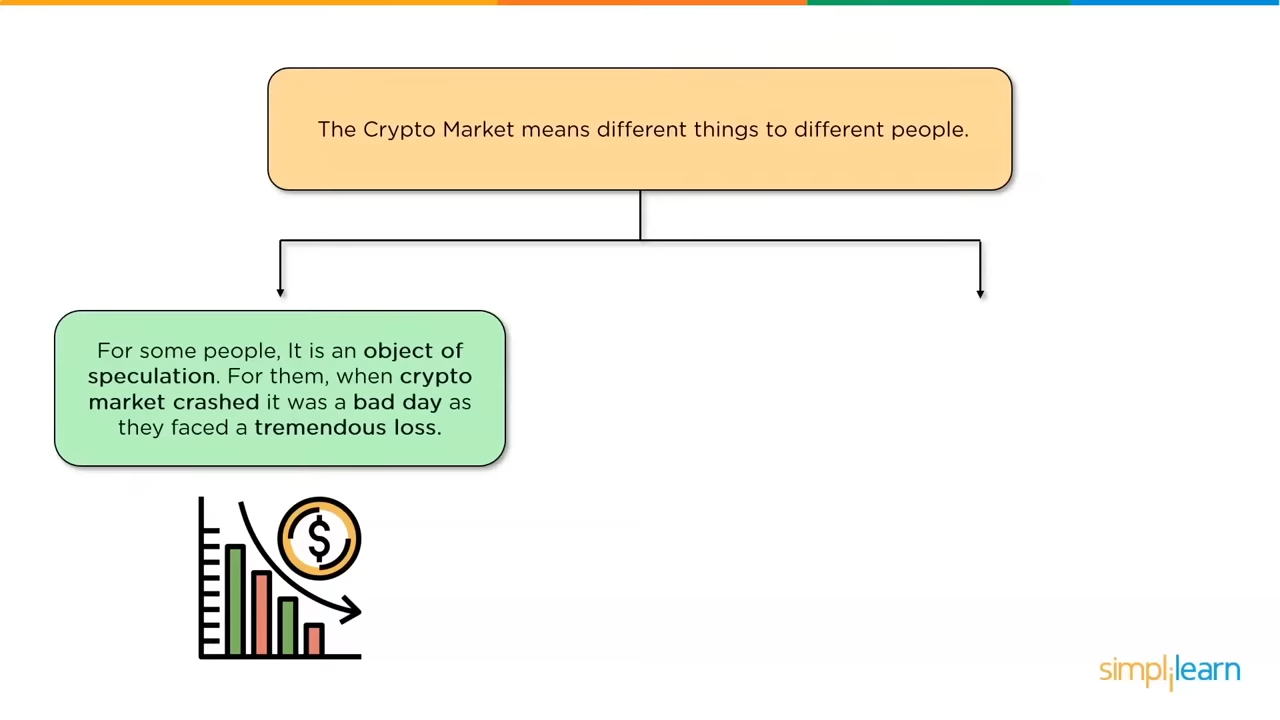 The Crypto Market means different things to different people.
For some people, It is an object of
speculation. For them, when crypto
market crashed it was a bad day as
they faced a tremendous loss.
$
simplilearn